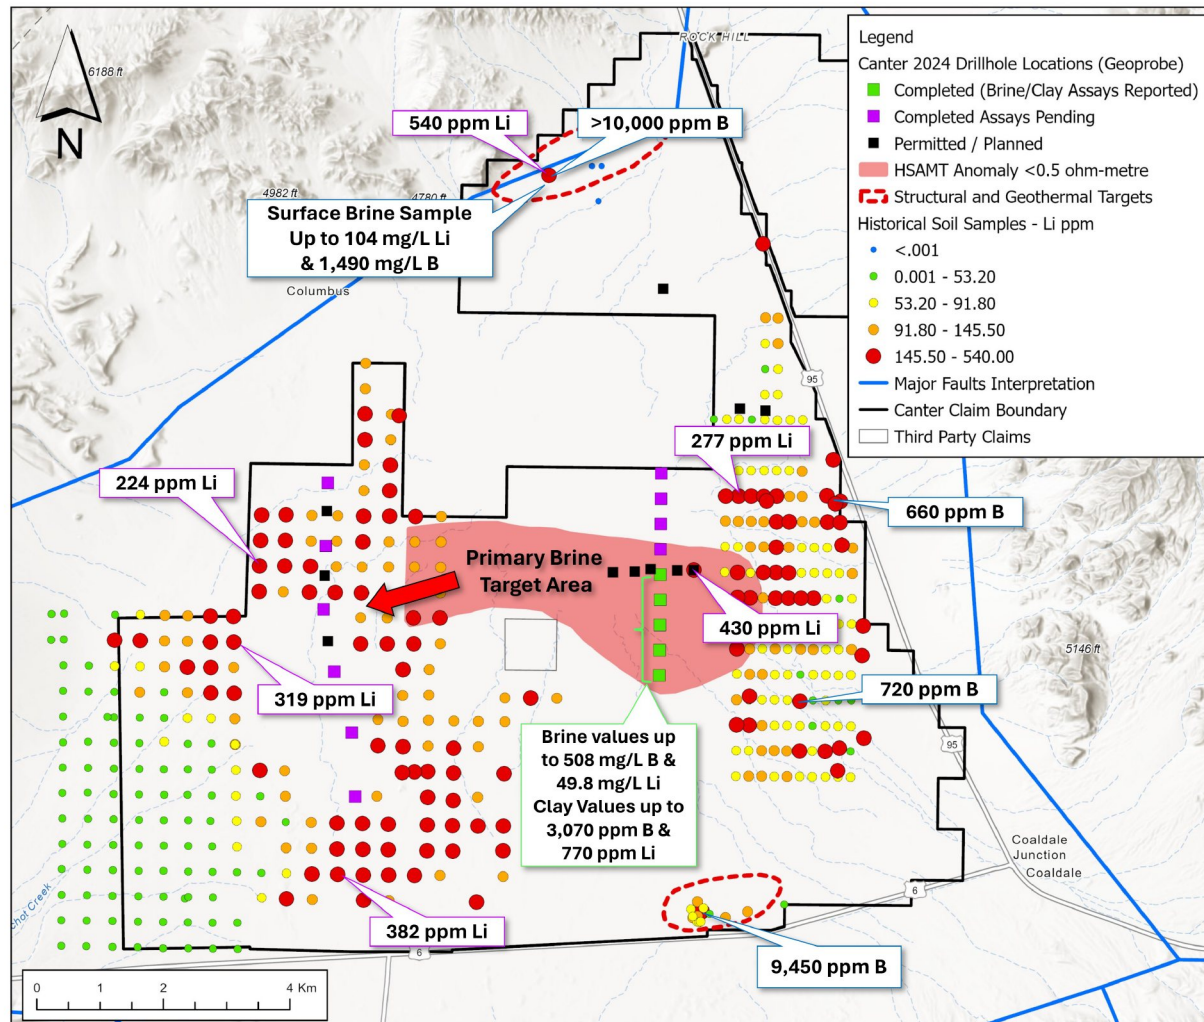 ROCK HILL
6188 ft
N
540 ppm Li
>10,000 ppm B
4982 ft
4780 ft
Surface Brine Sample
Up to 104 mg/L Li
& 1,490 mg/L B
Columbus
Legend
Canter 2024 Drillhole Locations (Geoprobe)
Completed (Brine/Clay Assays Reported)
Completed Assays Pending
Permitted / Planned
HSAMT Anomaly <0.5 ohm-metre
Structural and Geothermal Targets
Historical Soil Samples - Li ppm
<.001
0.001 - 53.20
53.20 - 91.80
91.80 - 145.50
145.50 - 540.00
Major Faults Interpretation
Canter Claim Boundary
Third Party Claims
95
277 ppm Li
224 ppm Li
660 ppm B
Primary Brine
Target Area
430 ppm Li
5146 ft
319 ppm Li
720 ppm B
Brine values up
to 508 mg/L B &
49.8 mg/L Li
Clay Values up to
3,070 ppm B &
770 ppm Li
95
Coaldale
Junction
Coaldale
6
382 ppm Li
6
9,450 ppm B
0 1 2 4 Km